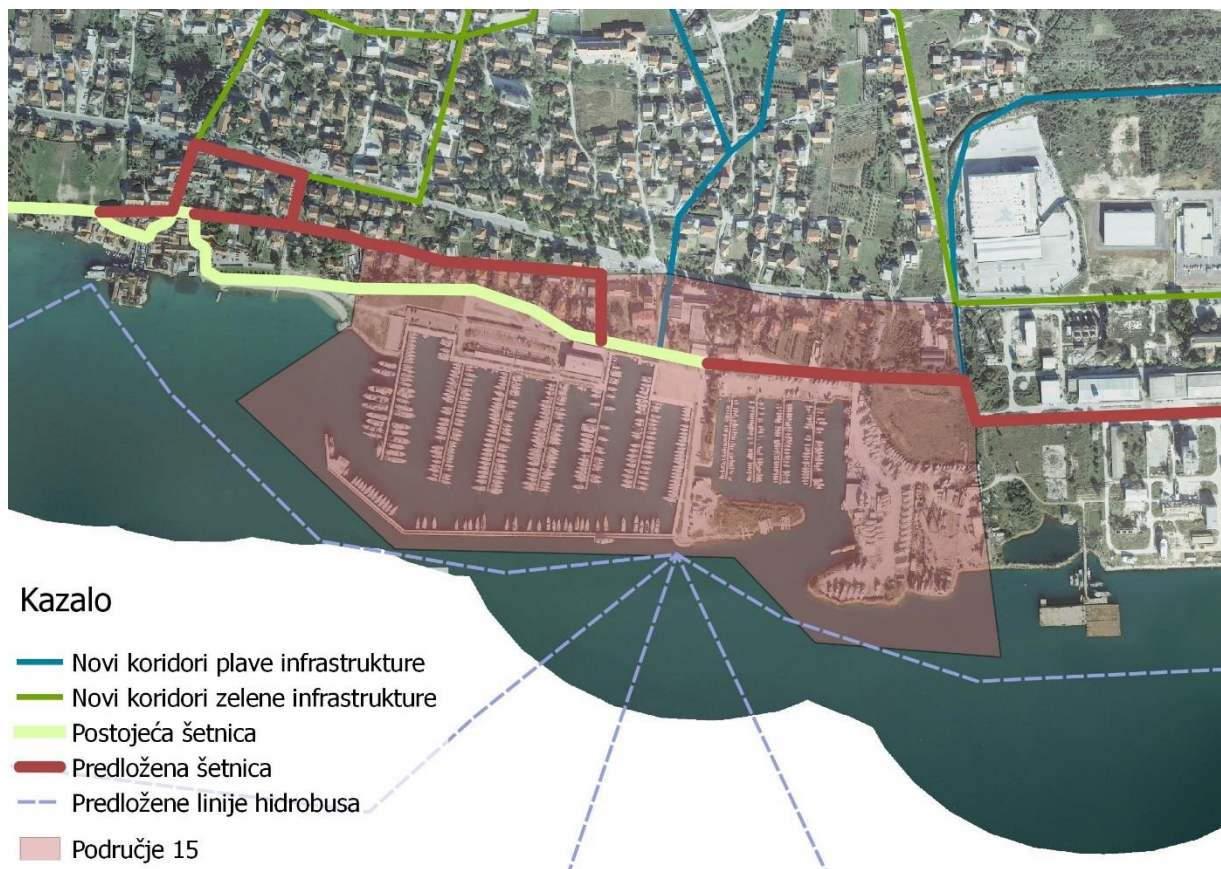 Kazalo
Novi koridori plave infrastrukture
Novi koridori zelene infrastrukture
Postojeća šetnica
Predložena šetnica
Predložene linije hidrobusa
Područje 15